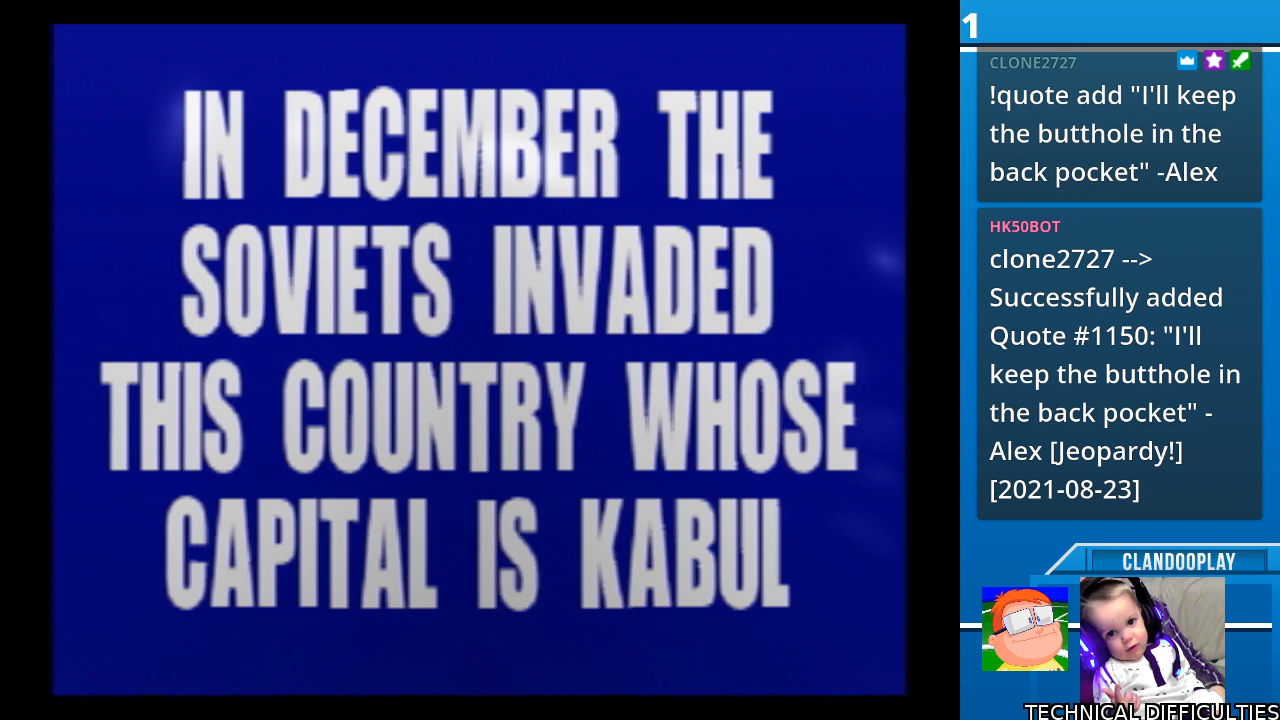 IN DECEMBER THE
SOVIETS INVADED
THIS COUNTRY WHOSE
CAPITAL IS KABUL
1
CLONE2727
!quote add "I'll keep
the butthole in the
back pocket" -Alex
HK50BOT
clone2727 -->
Successfully added
Quote #1150: "I'll
keep the butthole in
the back pocket" -
Alex [Jeopardy!]
[2021-08-23]
CLANDOOPLAY
TECHNICAL DIFFICULTIES